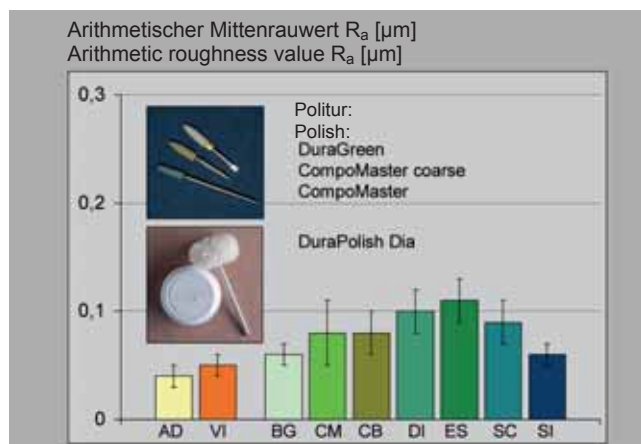 Arithmetischer Mittenrauwert Ra [µm]
Arithmetic roughness value Ra [µm]
0,3
Politur:
Polish:
DuraGreen
CompoMaster coarse
CompoMaster
0,2
DuraPolish Dia
0,1
0
AD VI BG CM CB DI ES SC SI